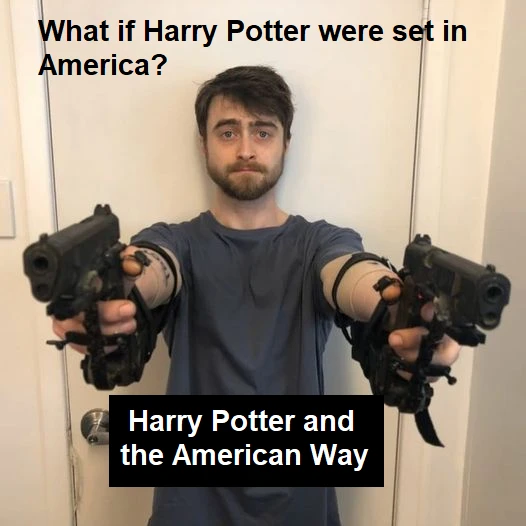 What if Harry Potter were set in
America?
Harry Potter and
the American Way